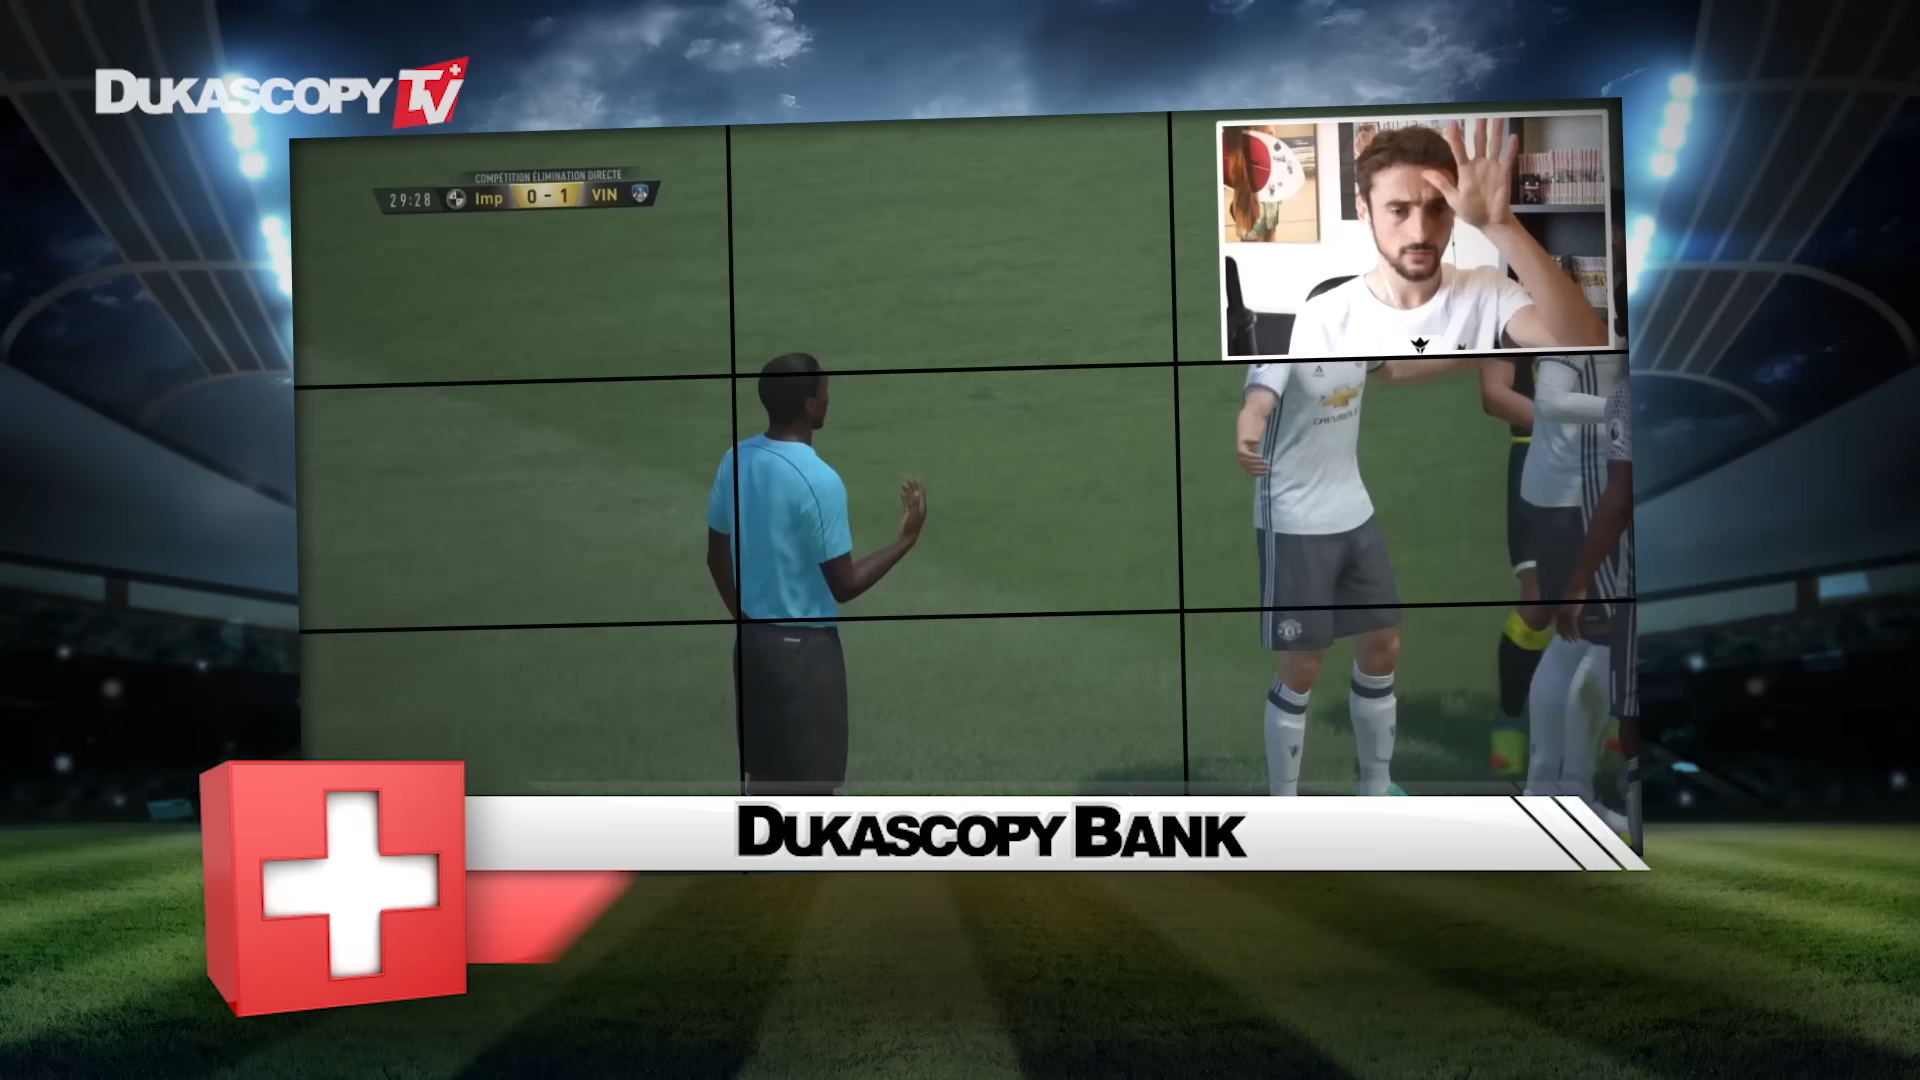 DUKASCOPY TV
COMPÉTITION ÉLIMINATION DIRECTE
29:28 Imp 0 - 1 VIN
CHEVROLET
DUKASCOPY BANK